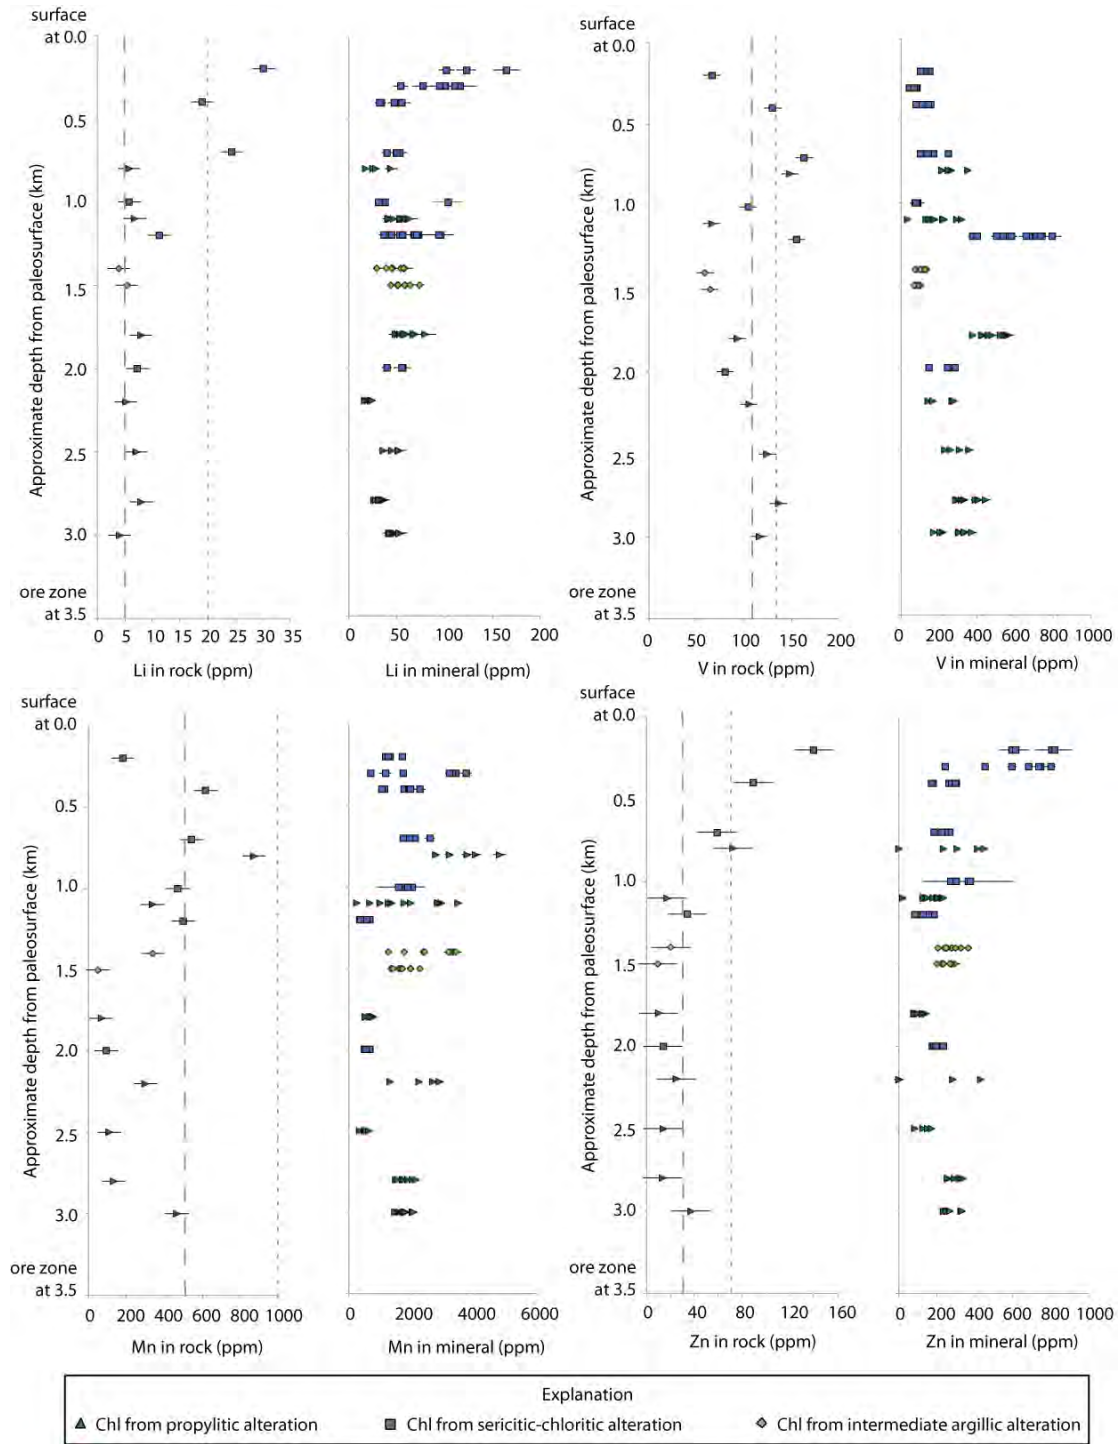 surface
at 0.0
0.5
1.0
1.5
2.0
2.5
3.0
ore zone
at 3.5
Approximate depth from paleosurface (km)
0 5 10 15 20 25 30 35
Li in rock (ppm)
0 50 100 150 200
Li in mineral (ppm)
surface
at 0.0
0.5
1.0
1.5
2.0
2.5
3.0
ore zone
at 3.5
Approximate depth from paleosurface (km)
0 50 100 150 200
V in rock (ppm)
0 200 400 600 800 1000
V in mineral (ppm)
surface
at 0.0
0.5
1.0
1.5
2.0
2.5
3.0
ore zone
at 3.5
Approximate depth from paleosurface (km)
0 200 400 600 800 1000
Mn in rock (ppm)
0 2000 4000 6000
Mn in mineral (ppm)
surface
at 0.0
0.5
1.0
1.5
2.0
2.5
3.0
ore zone
at 3.5
Approximate depth from paleosurface (km)
0 40 80 120 160
Zn in rock (ppm)
0 200 400 600 800 1000
Zn in mineral (ppm)
Explanation
Chl from propylitic alteration Chl from sericitic-chloritic alteration Chl from intermediate argillic alteration